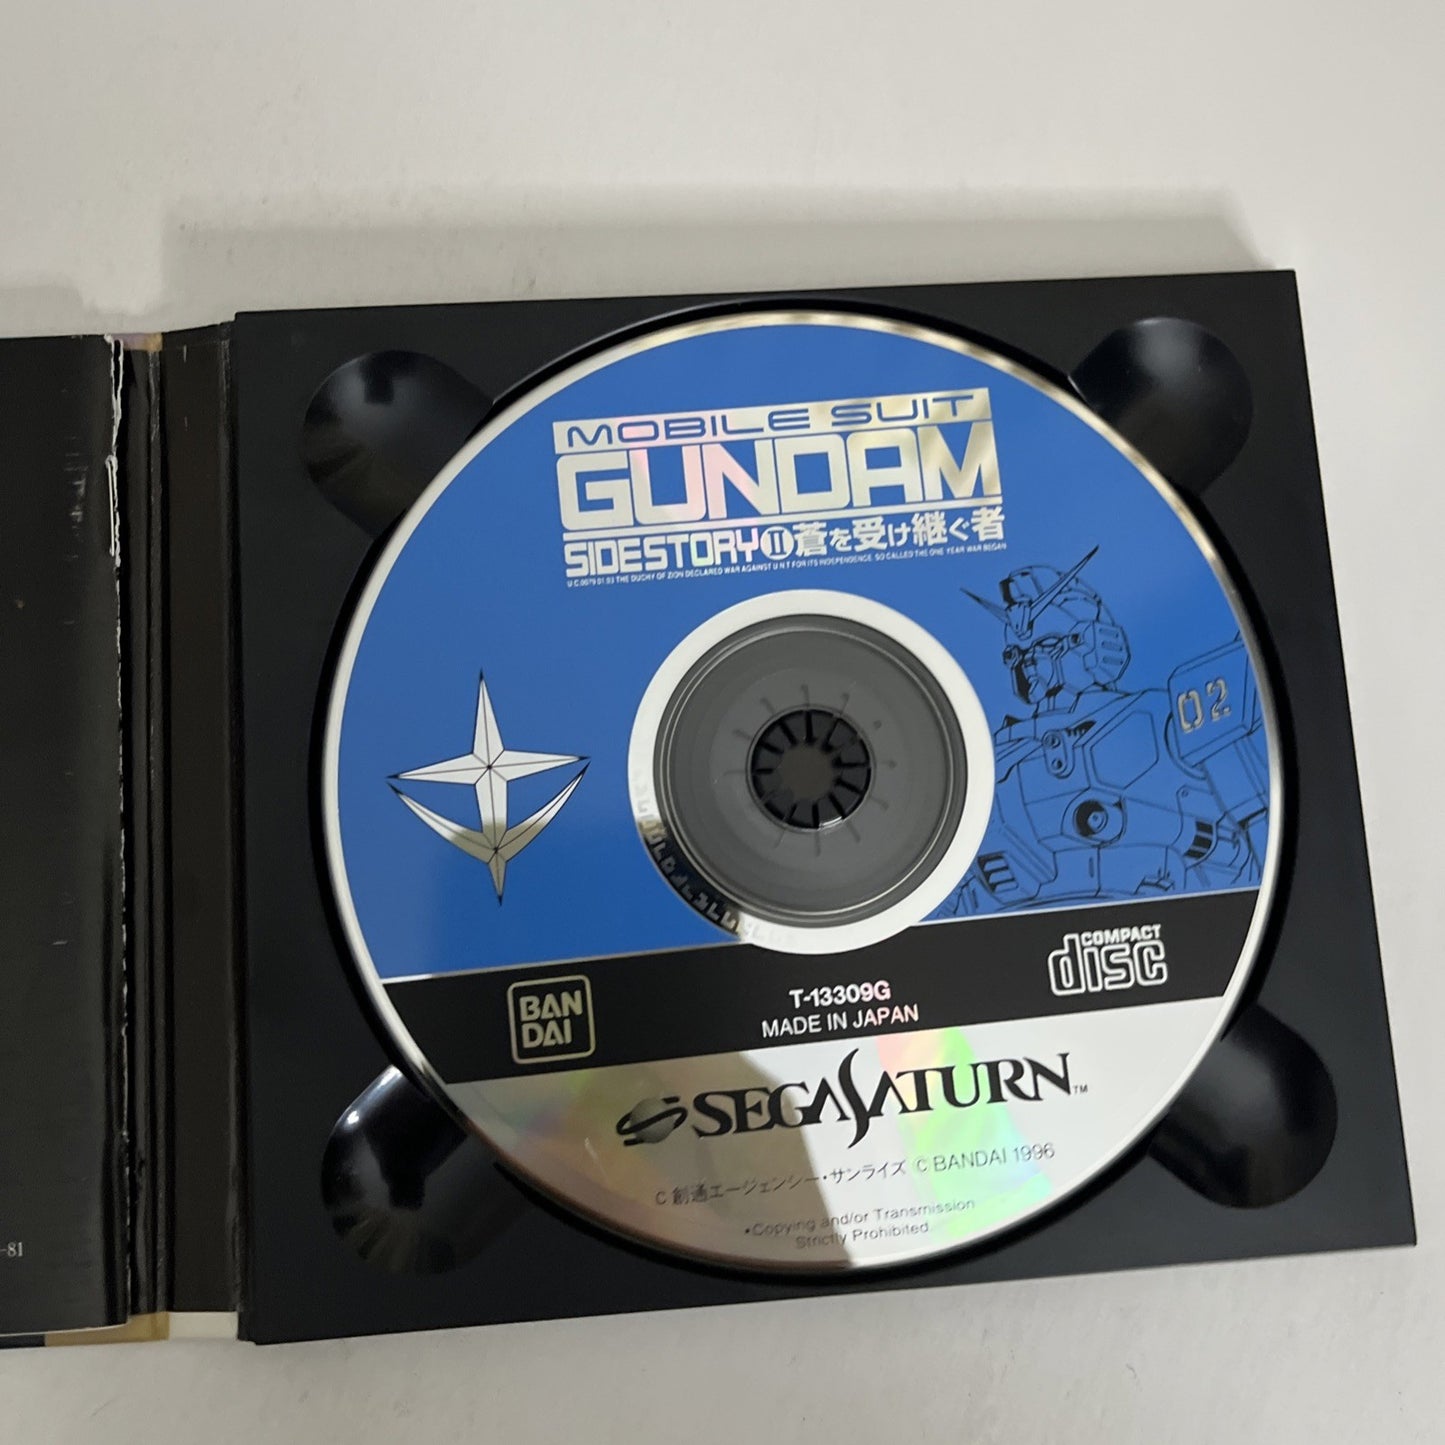 MOBILE SUIT
GUNDAM
SIDESTORY II 蒼を受け継ぐ者
U.C.0079 01.03 THE DUCHY OF ZION DECLARED WAR AGAINST U.N.T FOR ITS INDEPENDENCE. SO CALLED THE ONE YEAR WAR BEGAN
02
COMPACT
disc
BAN
DAI
T-13309G
MADE IN JAPAN
SEGA SATURN™
© 創通エージェンシー・サンライズ © BANDAI 1996
•Copying and/or Transmission
Strictly Prohibited.
-81